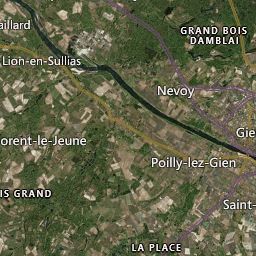 aillard
GRAND BOIS
DAMBLAI
Lion-en-Sullias
Nevoy
Gie
orent-le-Jeune
Poilly-lez-Gien
IS GRAND
Saint-
LA PLACE